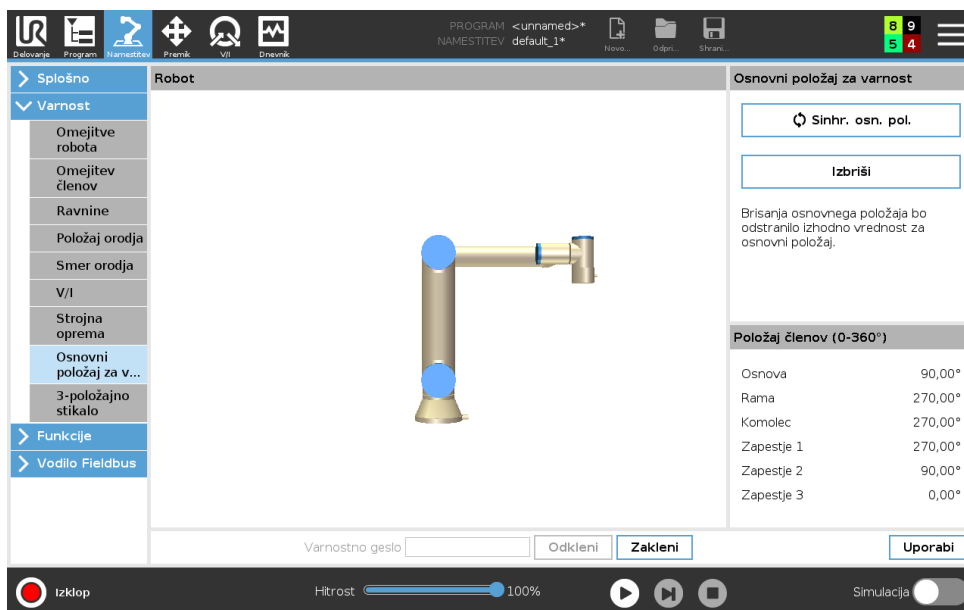 PROGRAM <unnamed>*
NAMESTITEV default_1*
Delovanje Program Namestitev Premik V/I Dnevnik Novo... Odpri... Shrani...
8 9
5 4
Splošno
Varnost
Omejitve
robota
Omejitev
členov
Ravnine
Položaj orodja
Smer orodja
V/I
Strojna
oprema
Osnovni
položaj za v...
3-položajno
stikalo
Funkcije
Vodilo Fieldbus
Robot
Osnovni položaj za varnost
Sinhr. osn. pol.
Izbriši
Brisanja osnovnega položaja bo
odstranilo izhodno vrednost za
osnovni položaj.
Položaj členov (0-360°)
Osnova 90,00°
Rama 270,00°
Komolec 270,00°
Zapestje 1 270,00°
Zapestje 2 90,00°
Zapestje 3 0,00°
Varnostno geslo Odkleni Zakleni Uporabi
Izklop Hitrost 100% Simulacija